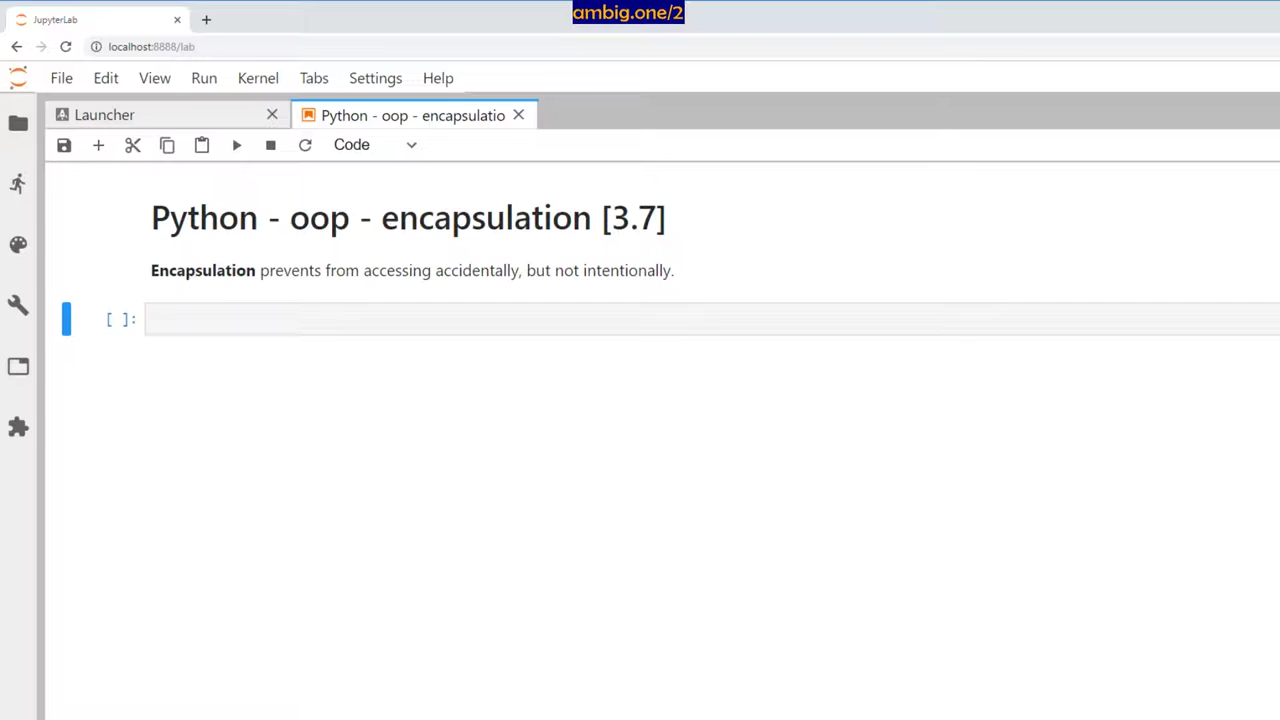 ambig.one/2
JupyterLab
localhost:8888/lab
File Edit View Run Kernel Tabs Settings Help
Launcher Python - oop - encapsulatio
Code
Python - oop - encapsulation [3.7]
Encapsulation prevents from accessing accidentally, but not intentionally.
[ ]: